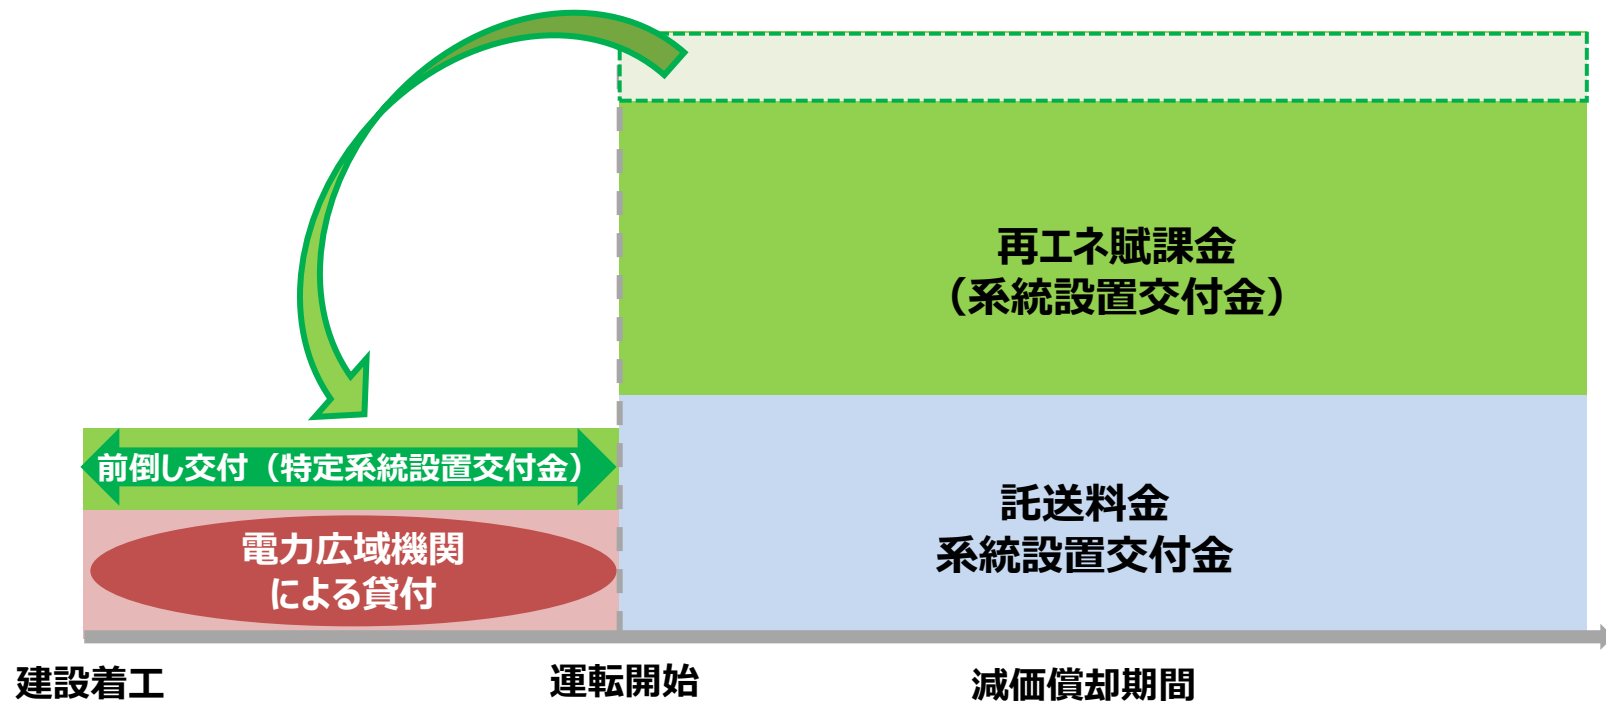 再エネ賦課金
（系統設置交付金）
前倒し交付（特定系統設置交付金）
電力広域機関
による貸付
託送料金
系統設置交付金
建設着工
運転開始
減価償却期間